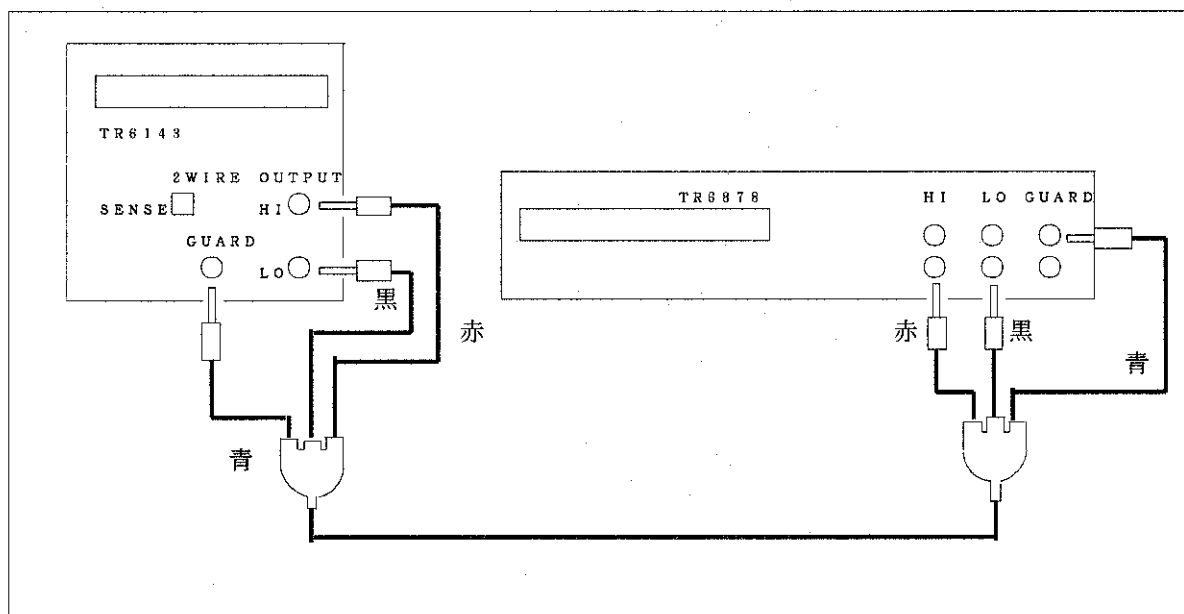 TR6143
2WIRE OUTPUT
SENSE HI
GUARD
LO
黒
赤
青
TR6878
HI LO GUARD
赤 黒
青